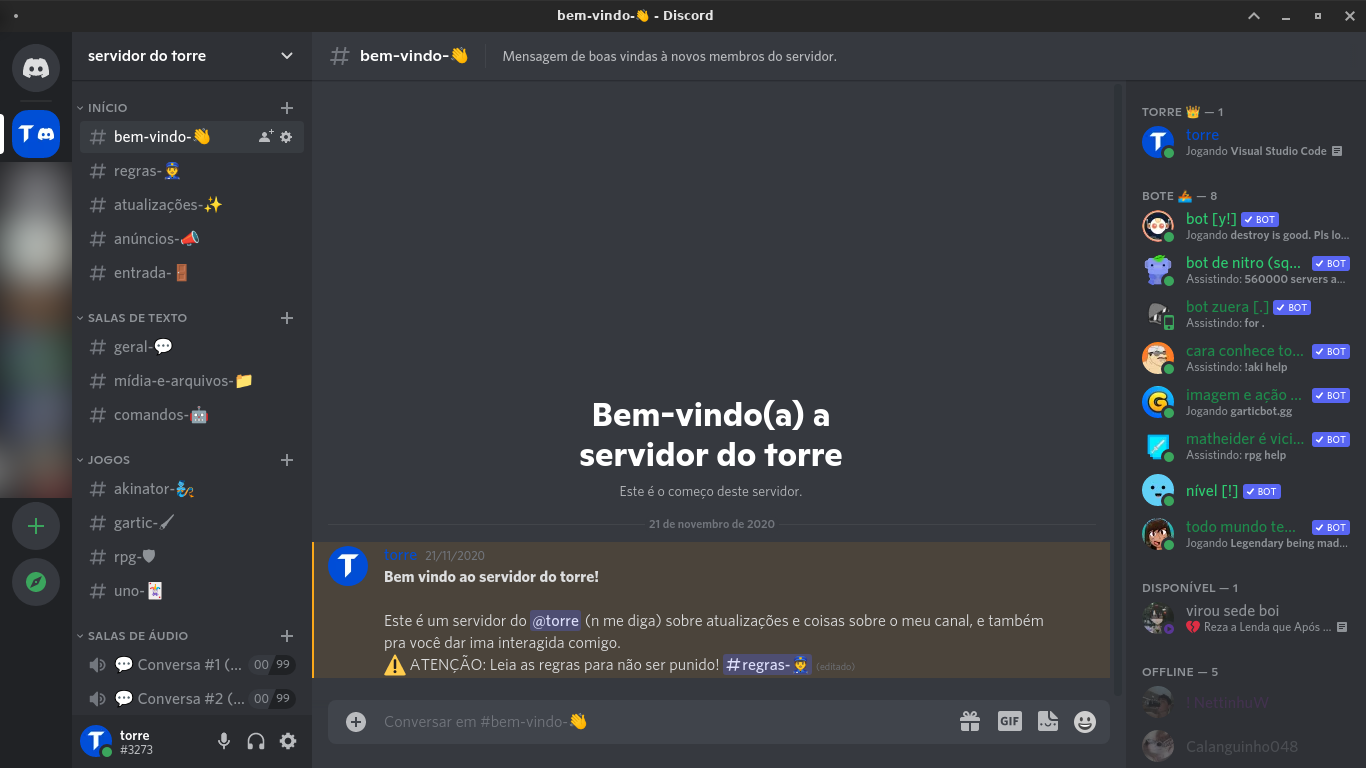 bem-vindo-👋 - Discord
servidor do torre
INÍCIO
bem-vindo-👋
regras-👮
atualizações-✨
anúncios-📣
entrada-🚪
SALAS DE TEXTO
geral-💬
mídia-e-arquivos-📁
comandos-🤖
JOGOS
akinator-🧞
gartic-🖌
rpg-🛡
uno-🃏
SALAS DE ÁUDIO
💬 Conversa #1 (... 00 99
💬 Conversa #2 (... 00 99
torre
#3273
# bem-vindo-👋
Mensagem de boas vindas à novos membros do servidor.
Bem-vindo(a) a
servidor do torre
Este é o começo deste servidor.
21 de novembro de 2020
torre 21/11/2020
Bem vindo ao servidor do torre!
Este é um servidor do @torre (n me diga) sobre atualizações e coisas sobre o meu canal, e também
pra você dar ima interagida comigo.
⚠️ ATENÇÃO: Leia as regras para não ser punido! #regras-👮 (editado)
Conversar em #bem-vindo-👋
GIF
TORRE 👑 — 1
torre
Jogando Visual Studio Code
BOTE 🚣 — 8
bot [y!] ✓ BOT
Jogando destroy is good. Pls lo...
bot de nitro (sq... ✓ BOT
Assistindo: 560000 servers a...
bot zuera [.] ✓ BOT
Assistindo: for .
cara conhece to... ✓ BOT
Assistindo: !aki help
imagem e ação ... ✓ BOT
Jogando garticbot.gg
matheider é vici... ✓ BOT
Assistindo: rpg help
nível [!] ✓ BOT
todo mundo te... ✓ BOT
Jogando Legendary being mad...
DISPONÍVEL — 1
virou sede boi
💔 Reza a Lenda que Após ...
OFFLINE — 5
! NettinhoW
Calanguinho048